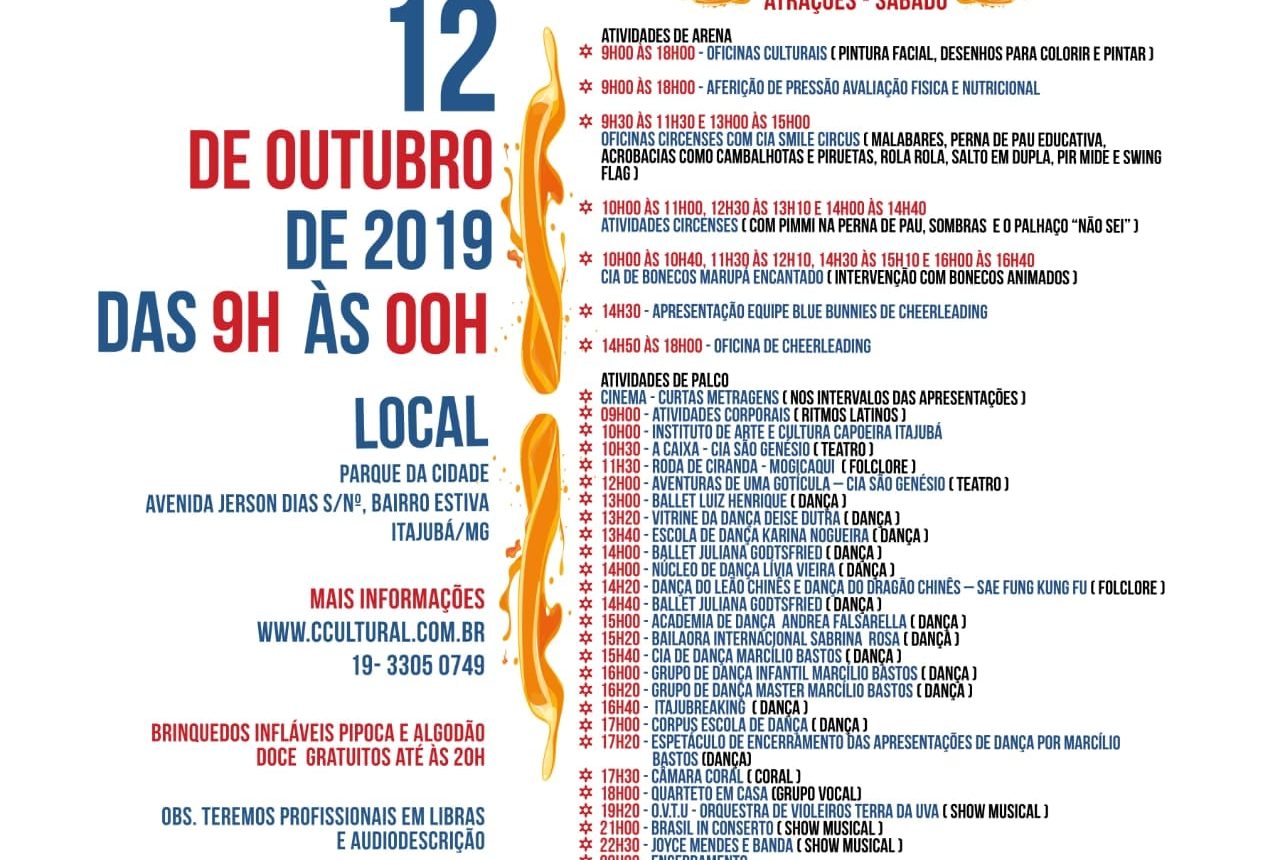 12
DE OUTUBRO
DE 2019
DAS 9H ÀS 00H
LOCAL
PARQUE DA CIDADE
AVENIDA JERSON DIAS S/Nº, BAIRRO ESTIVA
ITAJUBÁ/MG
MAIS INFORMAÇÕES
WWW.CCULTURAL.COM.BR
19- 3305 0749
BRINQUEDOS INFLÁVEIS PIPOCA E ALGODÃO
DOCE GRATUITOS ATÉ ÀS 20H
OBS. TEREMOS PROFISSIONAIS EM LIBRAS
E AUDIODESCRIÇÃO
ATRAÇÕES - SÁBADO
ATIVIDADES DE ARENA
9H00 ÀS 18H00 - OFICINAS CULTURAIS ( PINTURA FACIAL, DESENHOS PARA COLORIR E PINTAR )
9H00 ÀS 18H00 - AFERIÇÃO DE PRESSÃO AVALIAÇÃO FISICA E NUTRICIONAL
9H30 ÀS 11H30 E 13H00 ÀS 15H00
OFICINAS CIRCENSES COM CIA SMILE CIRCUS ( MALABARES, PERNA DE PAU EDUCATIVA,
ACROBACIAS COMO CAMBALHOTAS E PIRUETAS, ROLA ROLA, SALTO EM DUPLA, PIR MIDE E SWING
FLAG )
10H00 ÀS 11H00, 12H30 ÀS 13H10 E 14H00 ÀS 14H40
ATIVIDADES CIRCENSES ( COM PIMMI NA PERNA DE PAU, SOMBRAS E O PALHAÇO “NÃO SEI” )
10H00 ÀS 10H40, 11H30 ÀS 12H10, 14H30 ÀS 15H10 E 16H00 ÀS 16H40
CIA DE BONECOS MARUPÁ ENCANTADO ( INTERVENÇÃO COM BONECOS ANIMADOS )
14H30 - APRESENTAÇÃO EQUIPE BLUE BUNNIES DE CHEERLEADING
14H50 ÀS 18H00 - OFICINA DE CHEERLEADING
ATIVIDADES DE PALCO
CINEMA - CURTAS METRAGENS ( NOS INTERVALOS DAS APRESENTAÇÕES )
09H00 - ATIVIDADES CORPORAIS ( RITMOS LATINOS )
10H00 - INSTITUTO DE ARTE E CULTURA CAPOEIRA ITAJUBÁ
10H30 - A CAIXA - CIA SÃO GENÉSIO ( TEATRO )
11H30 - RODA DE CIRANDA - MOGICAQUI ( FOLCLORE )
12H00 - AVENTURAS DE UMA GOTÍCULA – CIA SÃO GENÉSIO ( TEATRO )
13H00 - BALLET LUIZ HENRIQUE ( DANÇA )
13H20 - VITRINE DA DANÇA DEISE DUTRA ( DANÇA )
13H40 - ESCOLA DE DANÇA KARINA NOGUEIRA ( DANÇA )
14H00 - BALLET JULIANA GODTSFRIED ( DANÇA )
14H00 - NÚCLEO DE DANÇA LÍVIA VIEIRA ( DANÇA )
14H20 - DANÇA DO LEÃO CHINÊS E DANÇA DO DRAGÃO CHINÊS – SAE FUNG KUNG FU ( FOLCLORE )
14H40 - BALLET JULIANA GODTSFRIED ( DANÇA )
15H00 - ACADEMIA DE DANÇA ANDREA FALSARELLA ( DANÇA )
15H20 - BAILAORA INTERNACIONAL SABRINA ROSA ( DANÇA )
15H40 - CIA DE DANÇA MARCÍLIO BASTOS ( DANÇA )
16H00 - GRUPO DE DANÇA INFANTIL MARCÍLIO BASTOS ( DANÇA )
16H20 - GRUPO DE DANÇA MASTER MARCÍLIO BASTOS ( DANÇA )
16H40 - ITAJUBREAKING ( DANÇA )
17H00 - CORPUS ESCOLA DE DANÇA ( DANÇA )
17H20 - ESPETÁCULO DE ENCERRAMENTO DAS APRESENTAÇÕES DE DANÇA POR MARCÍLIO
BASTOS (DANÇA)
17H30 - CÂMARA CORAL ( CORAL )
18H00 - QUARTETO EM CASA (GRUPO VOCAL)
19H20 - O.V.T.U - ORQUESTRA DE VIOLEIROS TERRA DA UVA ( SHOW MUSICAL )
21H00 - BRASIL IN CONSERTO ( SHOW MUSICAL )
22H30 - JOYCE MENDES E BANDA ( SHOW MUSICAL )
ENCERRAMENTO